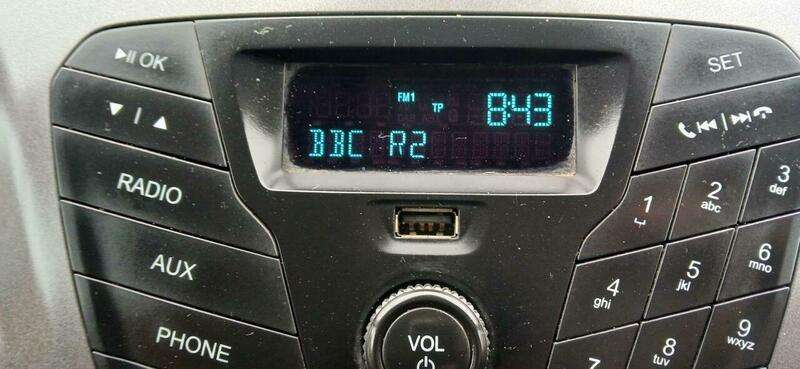 OK
SET
FM1
TP
8:43
BBC R2
RADIO
AUX
PHONE
VOL
1
2
abc
3
def
4
ghi
5
jkl
6
mno
7
8
tuv
9
wxyz